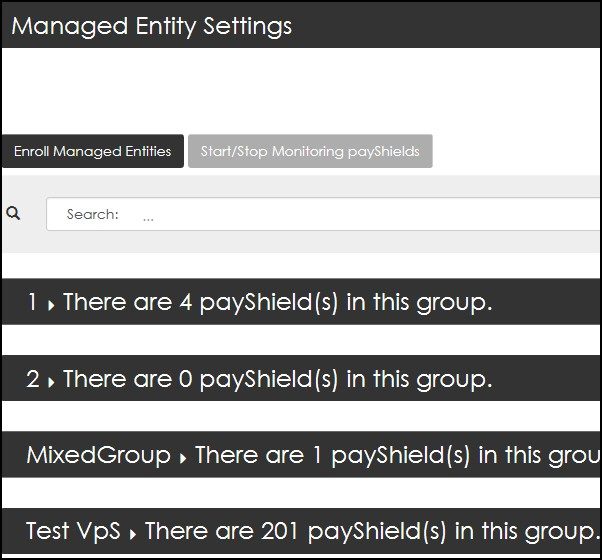 Managed Entity Settings
Enroll Managed Entities Start/Stop Monitoring payShields
Search: ...
1 There are 4 payShield(s) in this group.
2 There are 0 payShield(s) in this group.
MixedGroup There are 1 payShield(s) in this grou
Test VpS There are 201 payShield(s) in this group.